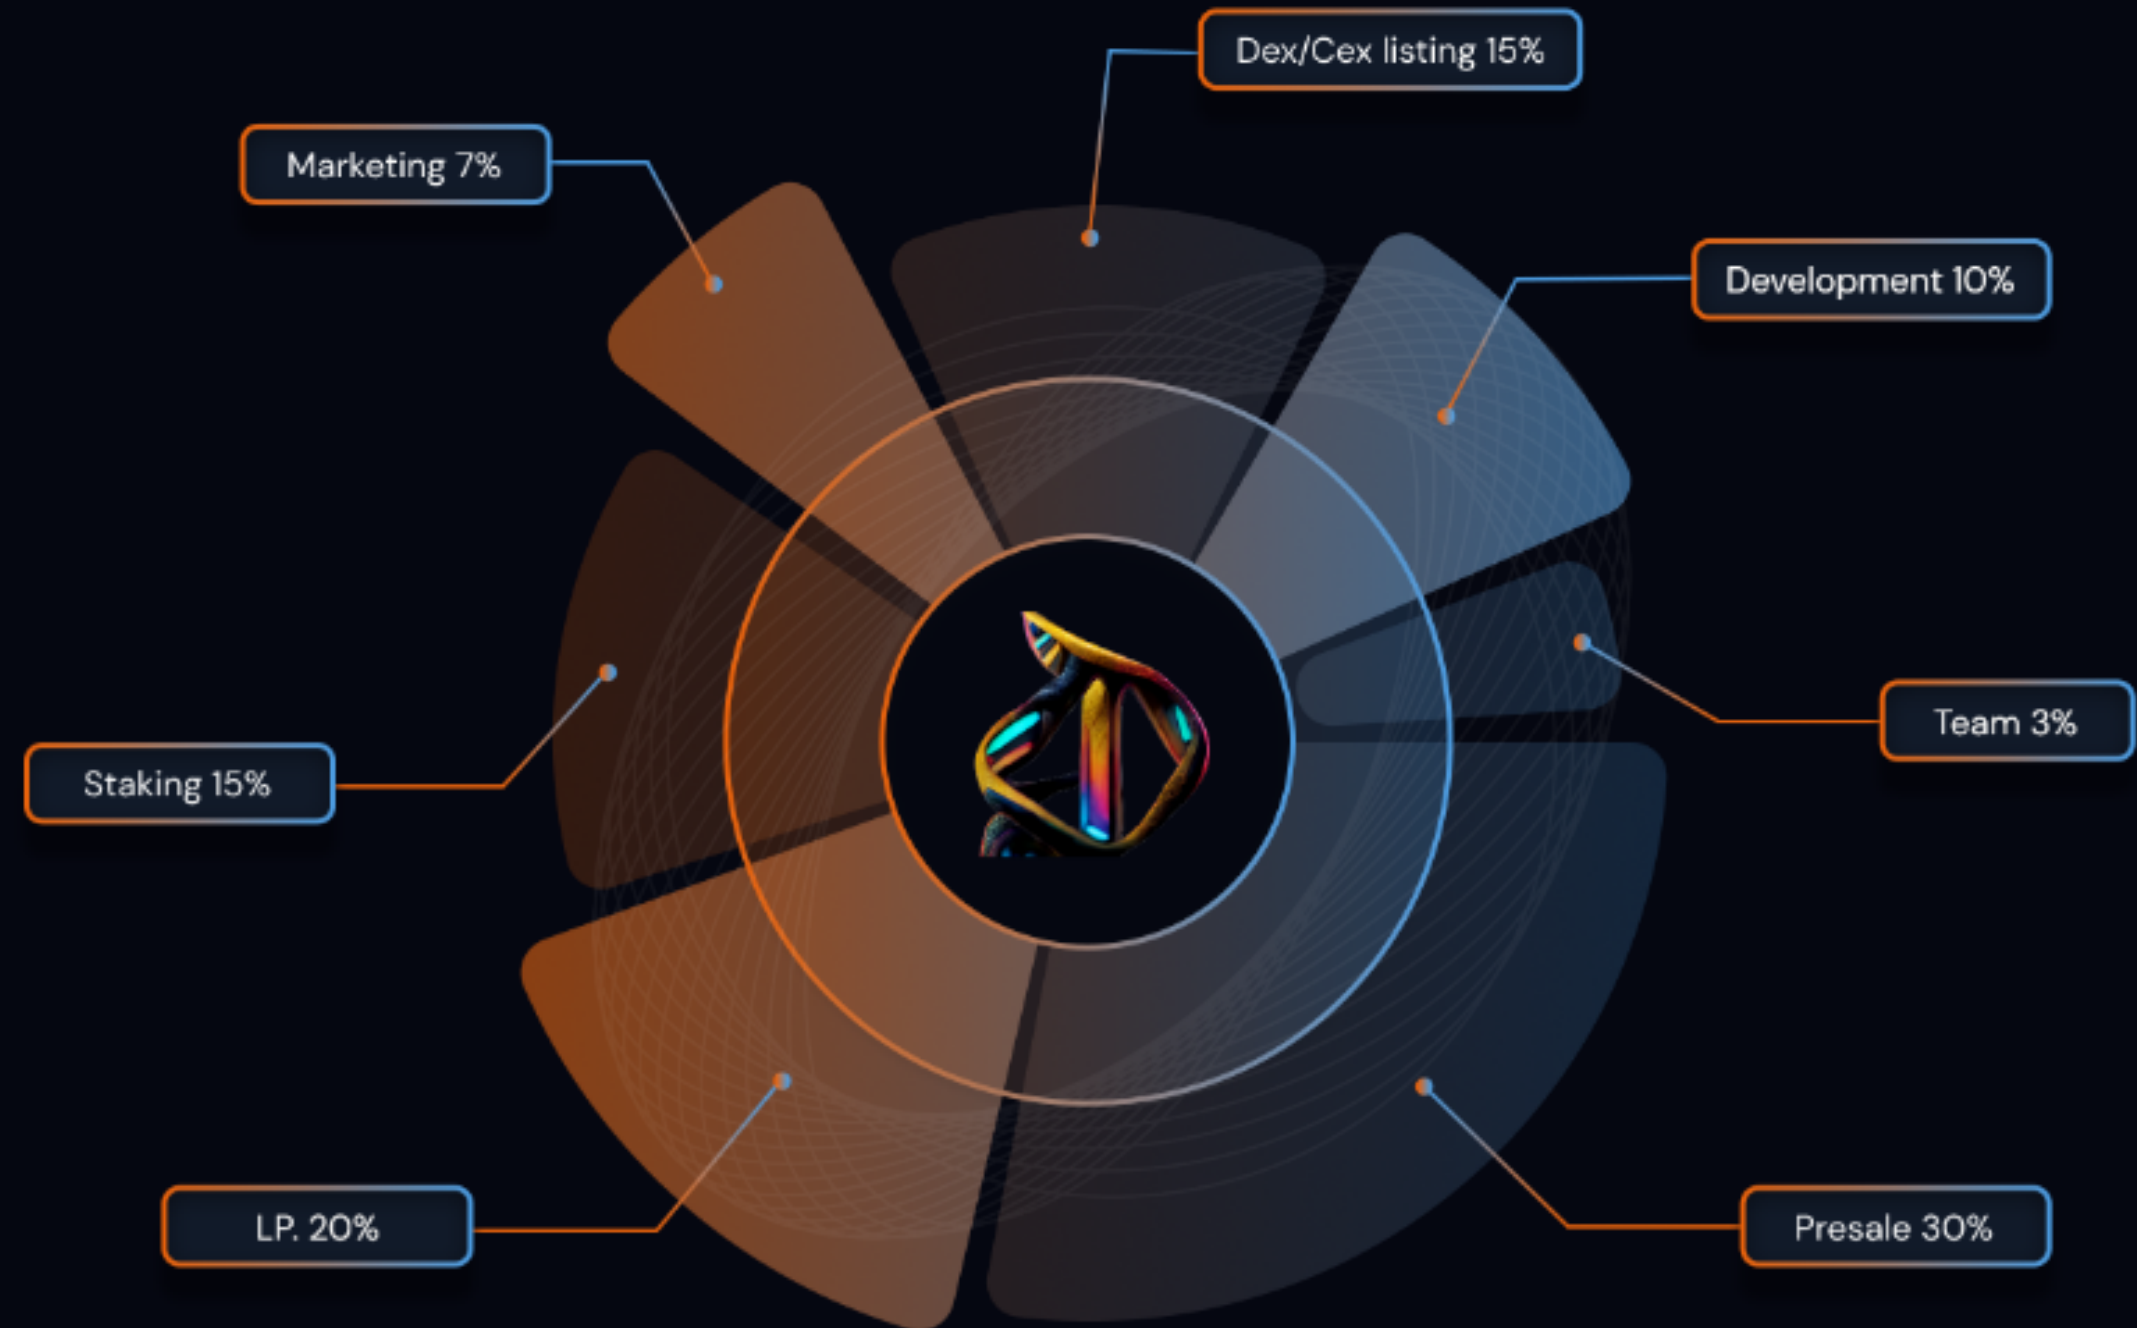 Dex/Cex listing 15%
Marketing 7%
Development 10%
Team 3%
Staking 15%
LP. 20%
Presale 30%